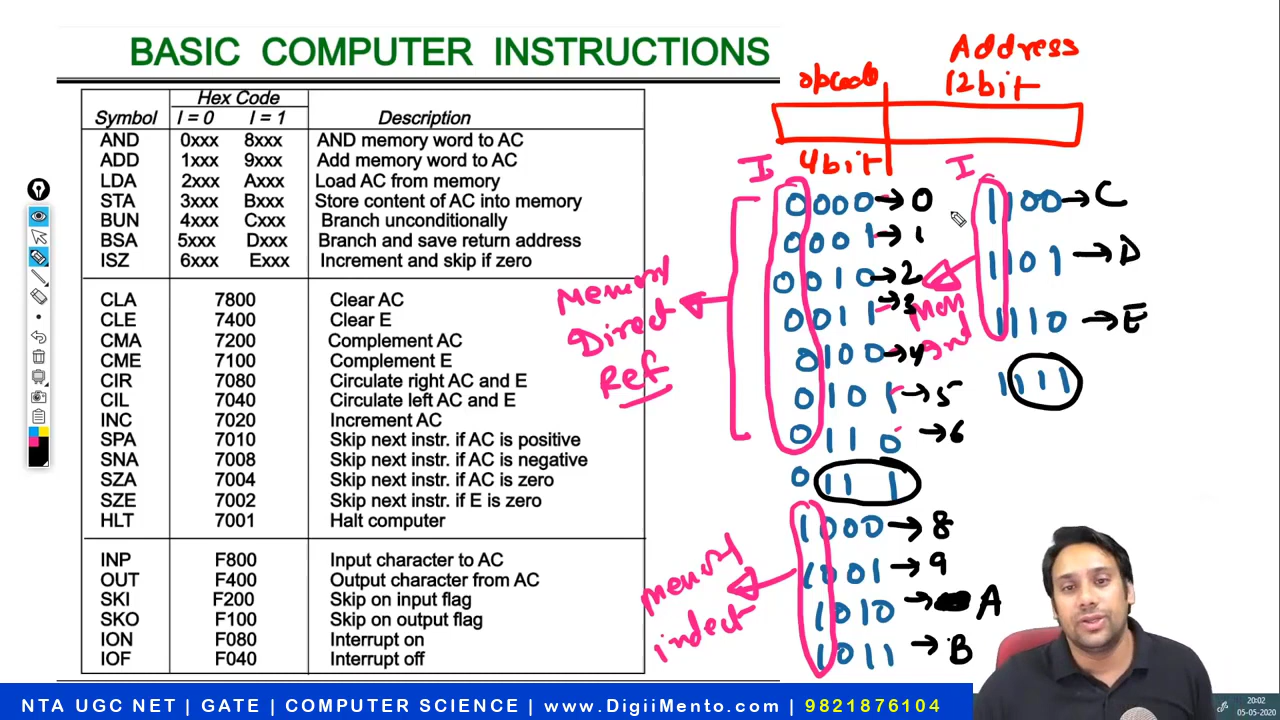 BASIC COMPUTER INSTRUCTIONS
Hex Code
Symbol I = 0 I = 1 Description
AND 0xxx 8xxx AND memory word to AC
ADD 1xxx 9xxx Add memory word to AC
LDA 2xxx Axxx Load AC from memory
STA 3xxx Bxxx Store content of AC into memory
BUN 4xxx Cxxx Branch unconditionally
BSA 5xxx Dxxx Branch and save return address
ISZ 6xxx Exxx Increment and skip if zero
CLA 7800 Clear AC
CLE 7400 Clear E
CMA 7200 Complement AC
CME 7100 Complement E
CIR 7080 Circulate right AC and E
CIL 7040 Circulate left AC and E
INC 7020 Increment AC
SPA 7010 Skip next instr. if AC is positive
SNA 7008 Skip next instr. if AC is negative
SZA 7004 Skip next instr. if AC is zero
SZE 7002 Skip next instr. if E is zero
HLT 7001 Halt computer
INP F800 Input character to AC
OUT F400 Output character from AC
SKI F200 Skip on input flag
SKO F100 Skip on output flag
ION F080 Interrupt on
IOF F040 Interrupt off
opcode
Address
12bit
4bit
I
0000 → 0
0001 → 1
0010 → 2
0011 → 3
0100 → 4
0101 → 5
0110 → 6
0111
1000 → 8
1001 → 9
1010 → A
1011 → B
I
1100 → C
1101 → D
1110 → E
1111
Memory
Direct
Ref
Mem
Memory
indect
NTA UGC NET | GATE | COMPUTER SCIENCE | www.DigiiMento.com | 9821876104
20:02
05-05-2020